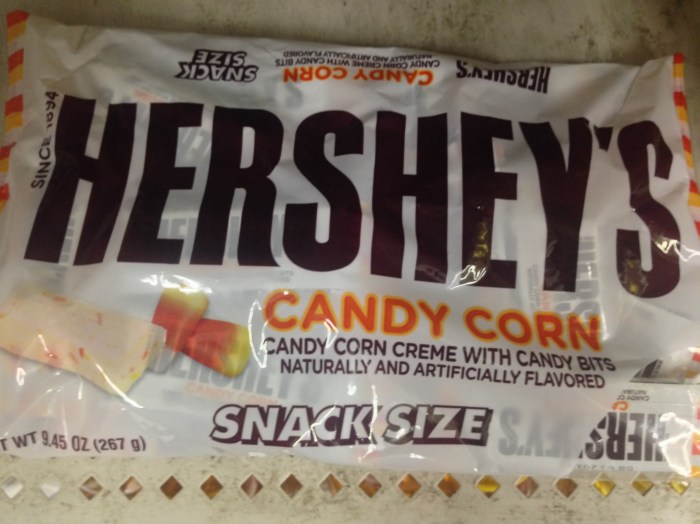 SNACK
SIZE
HERSHEY'S
CANDY CORN
CANDY CORN CREME WITH CANDY BITS
NATURALLY AND ARTIFICIALLY FLAVORED
SINCE 1894
HERSHEY'S
CANDY CORN
CANDY CORN CREME WITH CANDY BITS
NATURALLY AND ARTIFICIALLY FLAVORED
SNACK SIZE
T WT 9.45 OZ (267 g)
HERSHEY'S